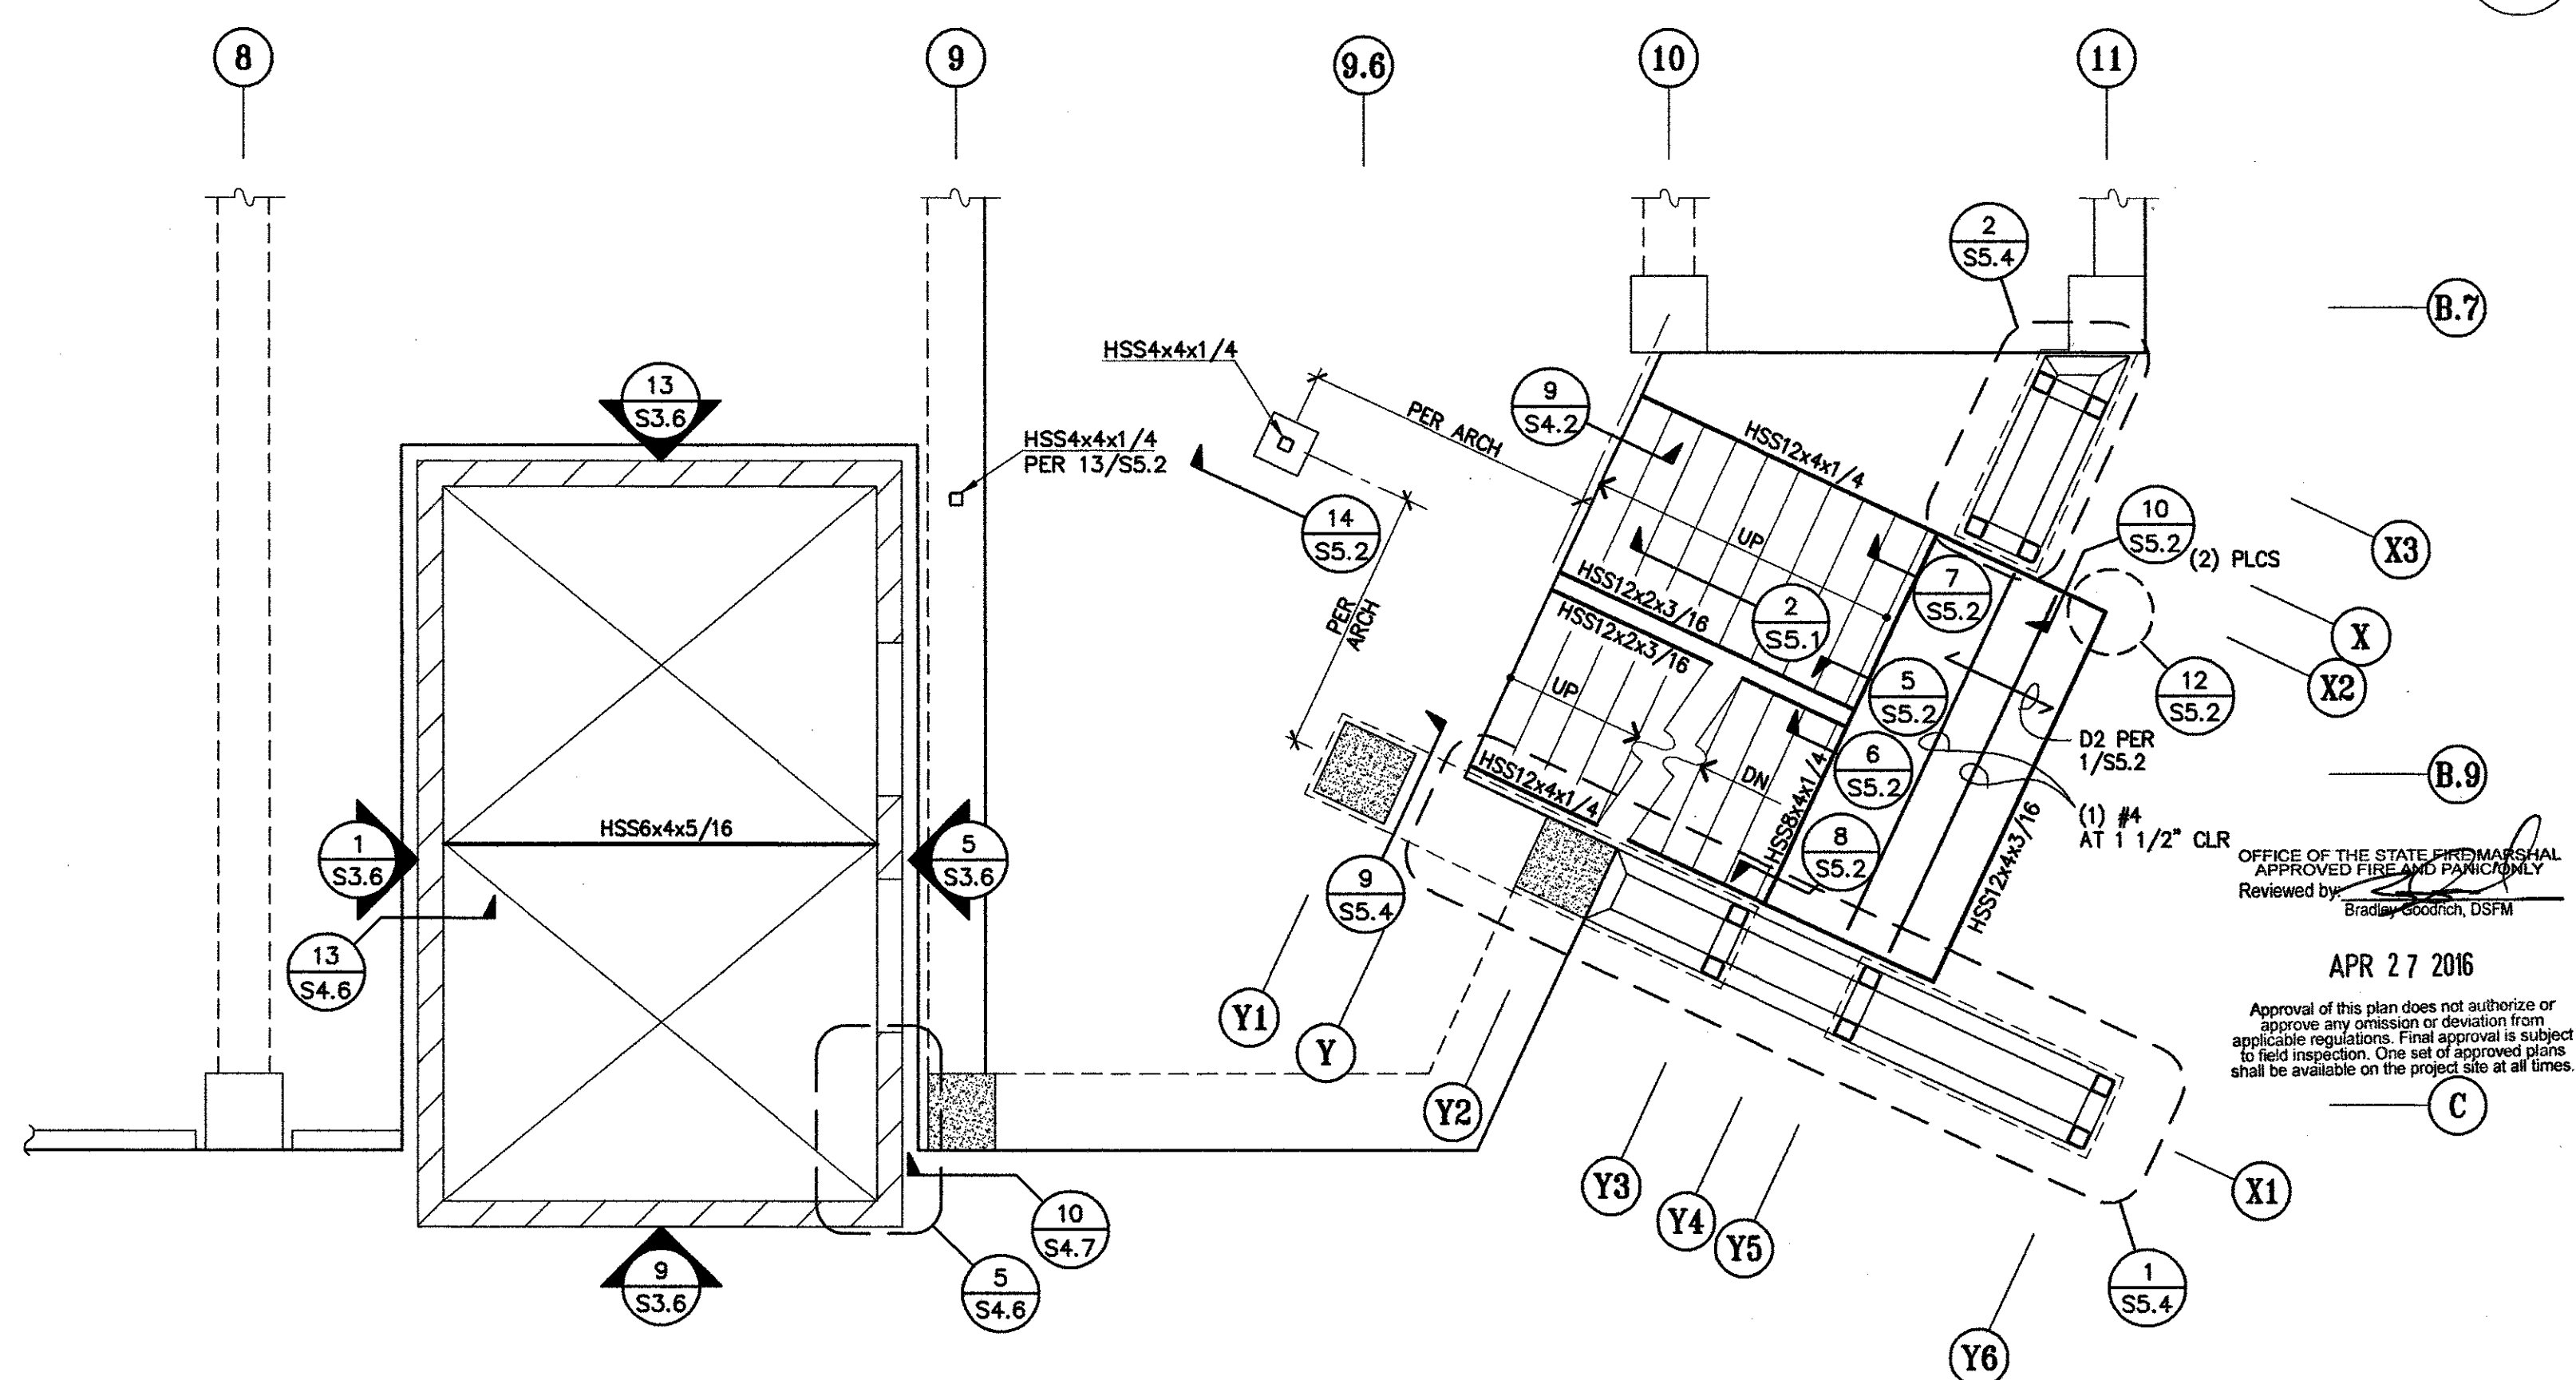 8
9
9.6
10
11
2
S5.4
B.7
HSS4x4x1/4
13
S3.6
9
S4.2
PER ARCH
HSS12x4x1/4
HSS4x4x1/4
PER 13/S5.2
14
S5.2
UP
10
S5.2
(2) PLCS
X3
HSS12x2x3/16
7
S5.2
PER
ARCH
2
S5.1
HSS12x2x3/16
X
UP
5
S5.2
12
S5.2
X2
D2 PER
1/S5.2
6
S5.2
DN
B.9
HSS12x4x1/4
HSS8x4x1/4
(1) #4
AT 1 1/2" CLR
HSS6x4x5/16
1
S3.6
5
S3.6
8
S5.2
HSS12x4x3/16
9
S5.4
OFFICE OF THE STATE FIRE MARSHAL
APPROVED FIRE AND PANIC ONLY
Reviewed by:
Bradley Goodrich, DSFM
13
S4.6
APR 27 2016
Approval of this plan does not authorize or
approve any omission or deviation from
applicable regulations. Final approval is subject
to field inspection. One set of approved plans
shall be available on the project site at all times.
Y1
Y
Y2
C
Y3
Y4
Y5
X1
10
S4.7
9
S3.6
5
S4.6
1
S5.4
Y6